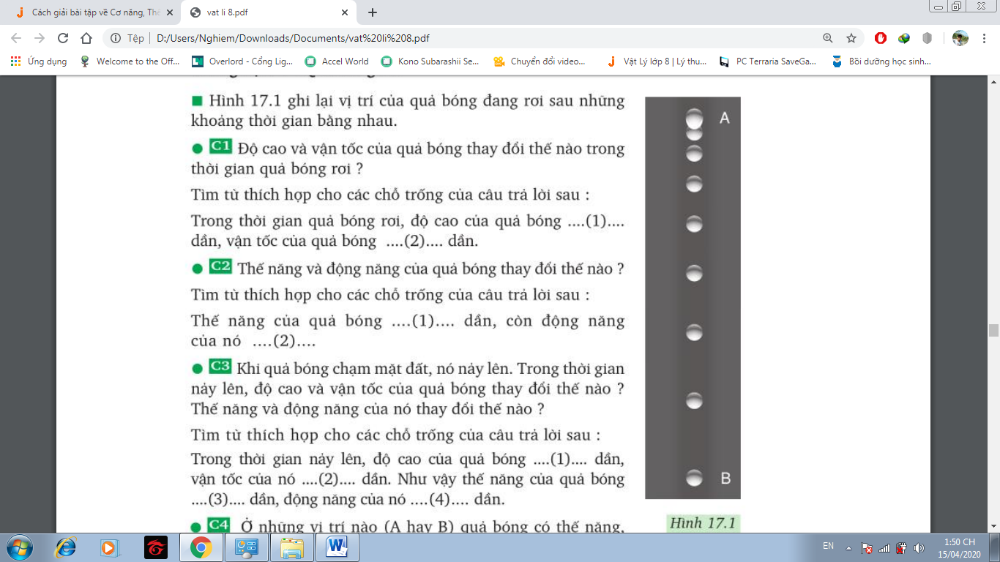 Cách giải bài tập về Cơ năng, Thế
vat li 8.pdf
Tệp
D:/Users/Nghiem/Downloads/Documents/vat%20li%208.pdf
Ứng dụng
Welcome to the Off...
Overlord - Cổng Lig...
Accel World
Kono Subarashii Se...
Chuyển đổi video...
Vật Lý lớp 8 | Lý thu...
PC Terraria SaveGa...
Bồi dưỡng học sinh...
Hình 17.1 ghi lại vị trí của quả bóng đang rơi sau những
khoảng thời gian bằng nhau.
C1 Độ cao và vận tốc của quả bóng thay đổi thế nào trong
thời gian quả bóng rơi ?
Tìm từ thích hợp cho các chỗ trống của câu trả lời sau :
Trong thời gian quả bóng rơi, độ cao của quả bóng ....(1)....
dần, vận tốc của quả bóng ....(2).... dần.
C2 Thế năng và động năng của quả bóng thay đổi thế nào ?
Tìm từ thích hợp cho các chỗ trống của câu trả lời sau :
Thế năng của quả bóng ....(1).... dần, còn động năng
của nó ....(2)....
C3 Khi quả bóng chạm mặt đất, nó nảy lên. Trong thời gian
nảy lên, độ cao và vận tốc của quả bóng thay đổi thế nào ?
Thế năng và động năng của nó thay đổi thế nào ?
Tìm từ thích hợp cho các chỗ trống của câu trả lời sau :
Trong thời gian nảy lên, độ cao của quả bóng ....(1).... dần,
vận tốc của nó ....(2).... dần. Như vậy thế năng của quả bóng
....(3).... dần, động năng của nó ....(4).... dần.
C4 Ở những vị trí nào (A hay B) quả bóng có thế năng,
A
B
Hình 17.1
EN
1:50 CH
15/04/2020